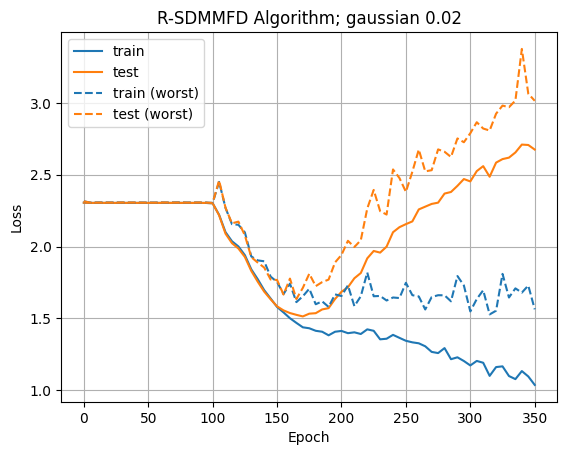 R-SDMMFD Algorithm; gaussian 0.02
train
test
train (worst)
test (worst)
3.0
2.5
2.0
1.5
1.0
Loss
0 50 100 150 200 250 300 350
Epoch